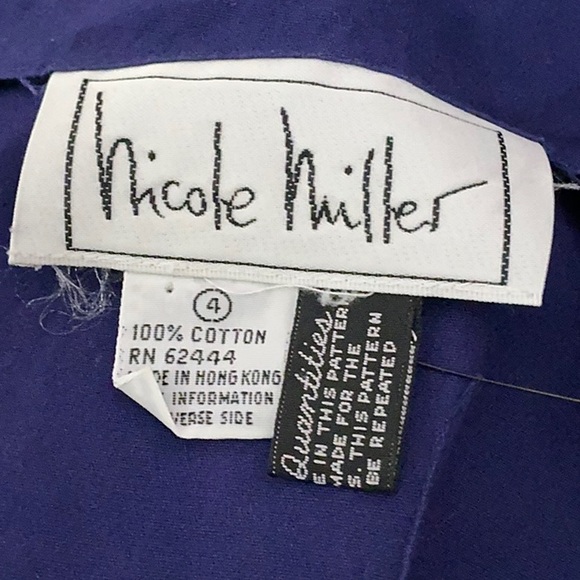 nicole miller
4
100% COTTON
RN 62444
IN HONG KONG
INFORMATION
SIDE
Quantities
IN THIS PATTER
MADE FOR THE
THIS PATTERN
BE REPEATED